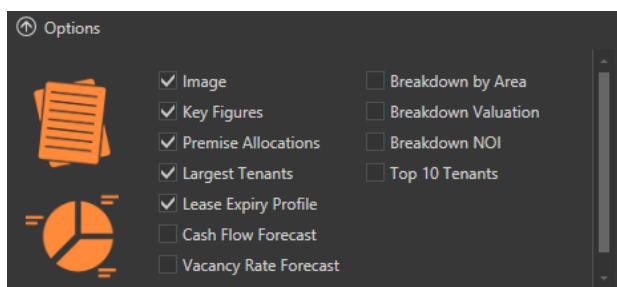 Options
Image
Key Figures
Premise Allocations
Largest Tenants
Lease Expiry Profile
Cash Flow Forecast
Vacancy Rate Forecast
Breakdown by Area
Breakdown Valuation
Breakdown NOI
Top 10 Tenants